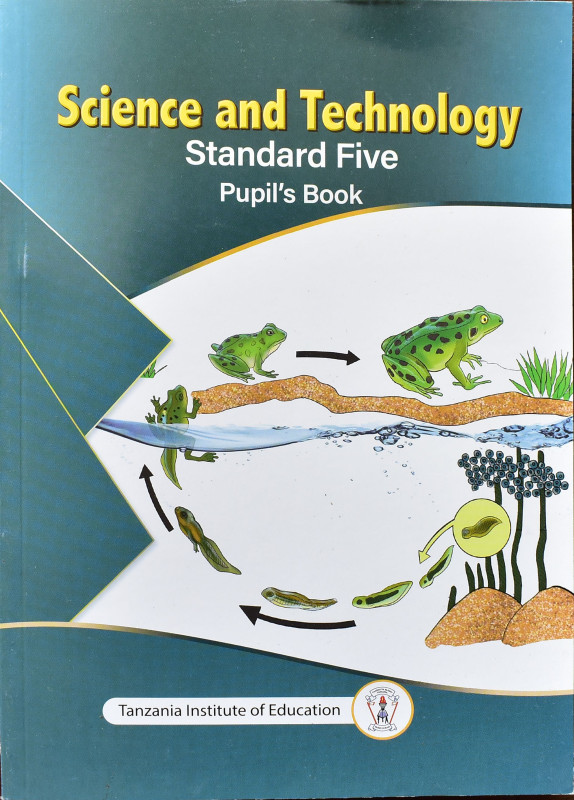 Science and Technology
Standard Five
Pupil's Book
Tanzania Institute of Education